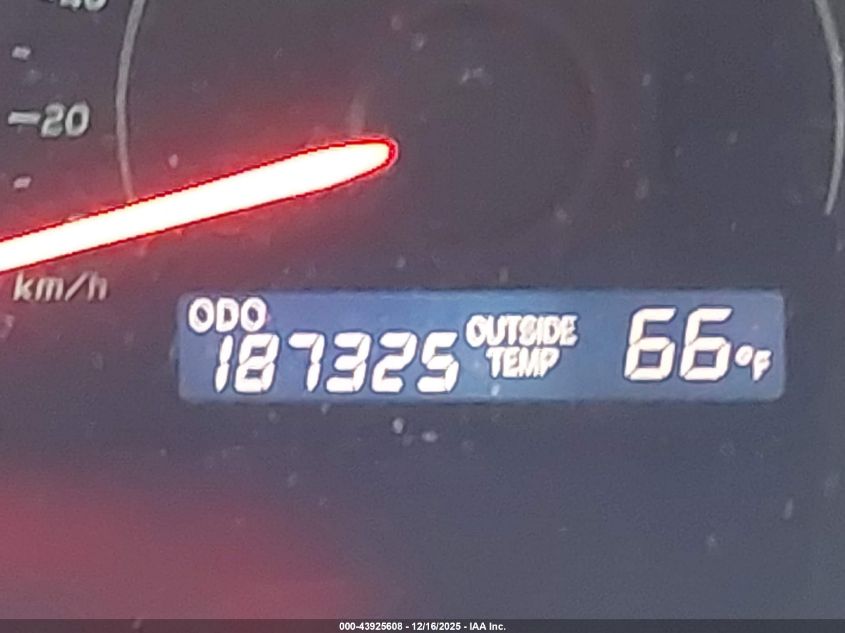 20
km/h
ODO
187325
OUTSIDE
TEMP
66°F
000-43925608 - 12/16/2025 - IAA Inc.